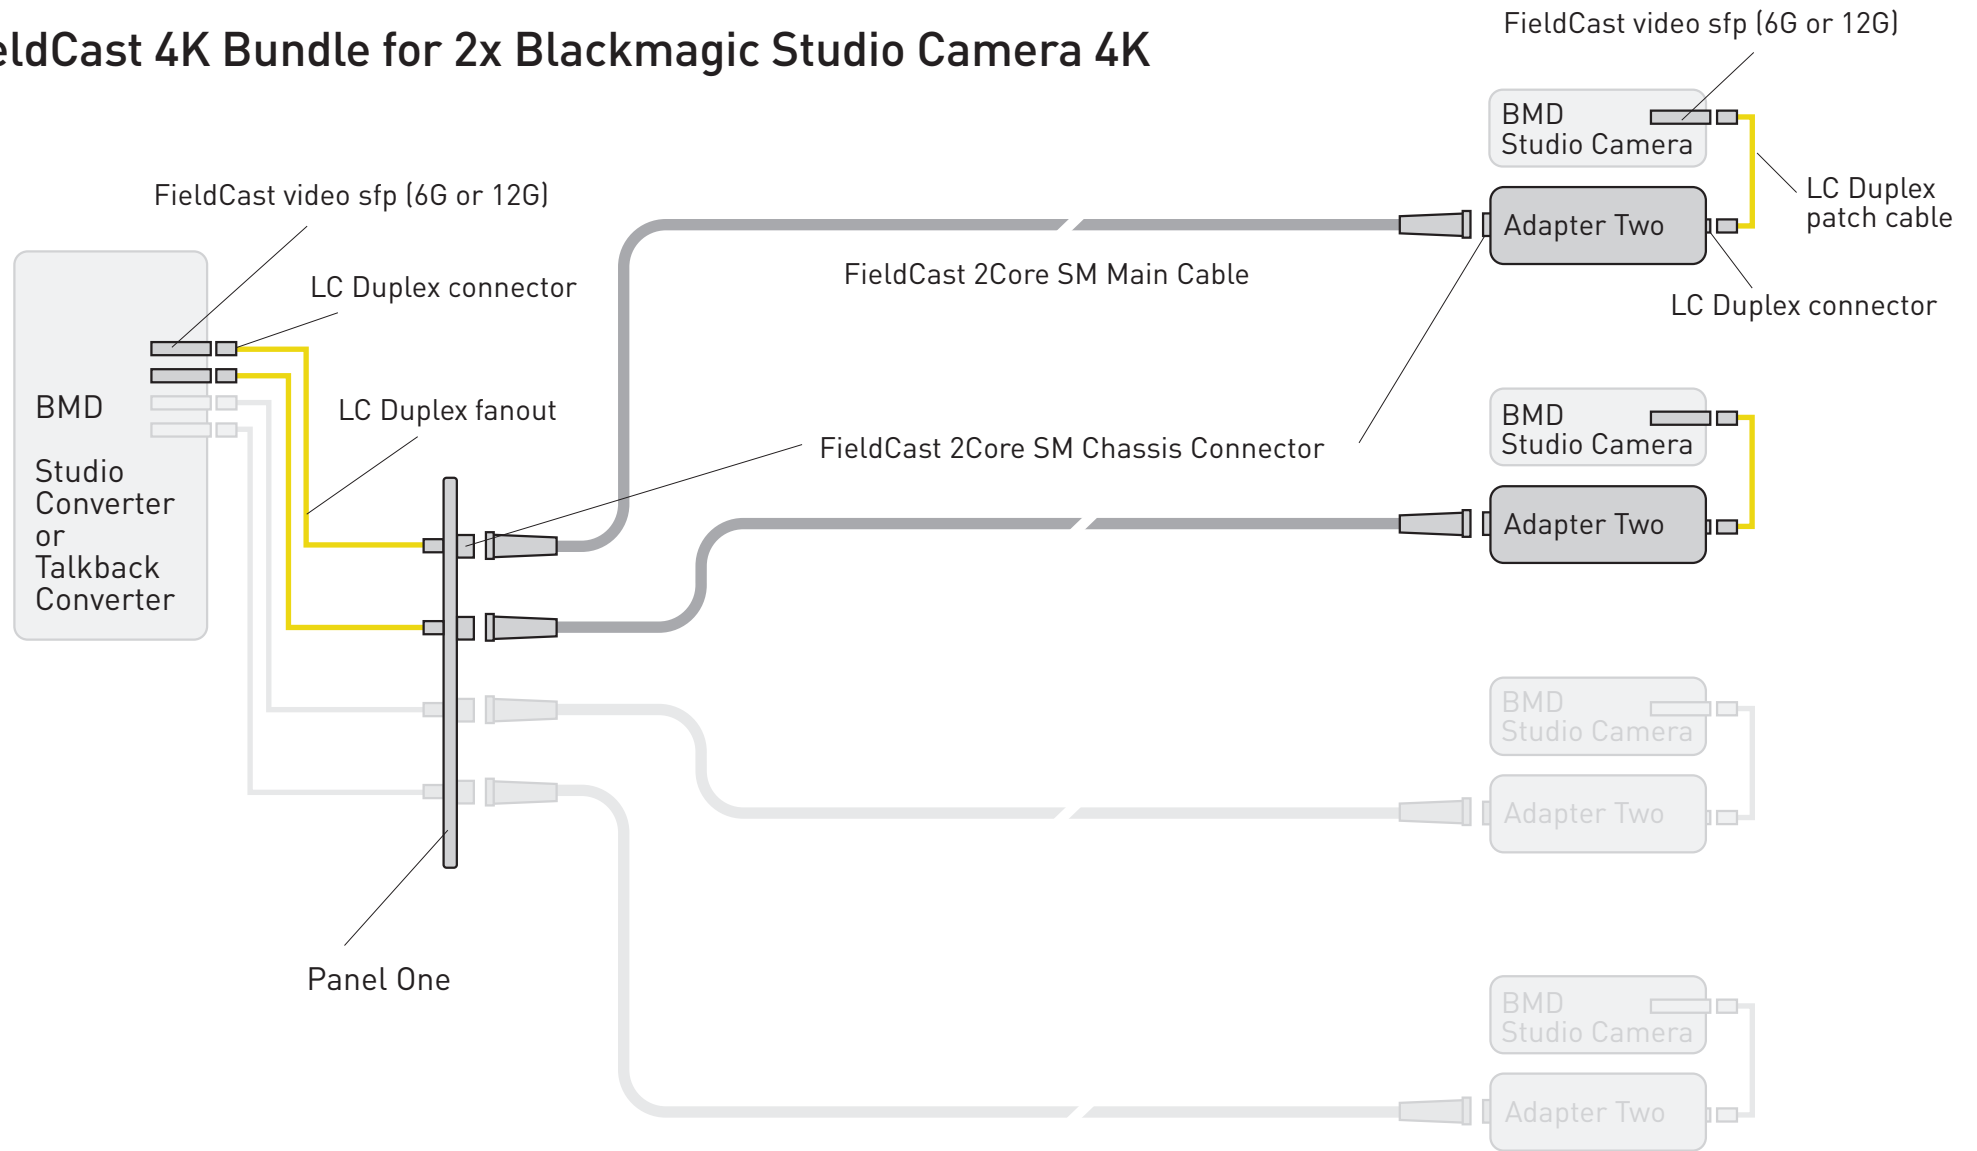 eldCast 4K Bundle for 2x Blackmagic Studio Camera 4K
FieldCast video sfp (6G or 12G)
BMD
Studio Camera
LC Duplex
patch cable
Adapter Two
LC Duplex connector
FieldCast video sfp (6G or 12G)
LC Duplex connector
FieldCast 2Core SM Main Cable
BMD
Studio
Converter
or
Talkback
Converter
LC Duplex fanout
FieldCast 2Core SM Chassis Connector
BMD
Studio Camera
Adapter Two
BMD
Studio Camera
Adapter Two
Panel One
BMD
Studio Camera
Adapter Two